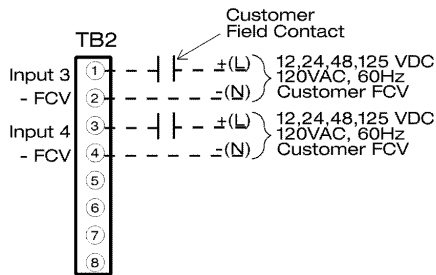 Customer
Field Contact
TB2
Input 3 1 +(L) 12,24,48,125 VDC
120VAC, 60Hz
- FCV 2 -(N) Customer FCV
Input 4 3 +(L) 12,24,48,125 VDC
120VAC, 60Hz
- FCV 4 -(N) Customer FCV
5
6
7
8